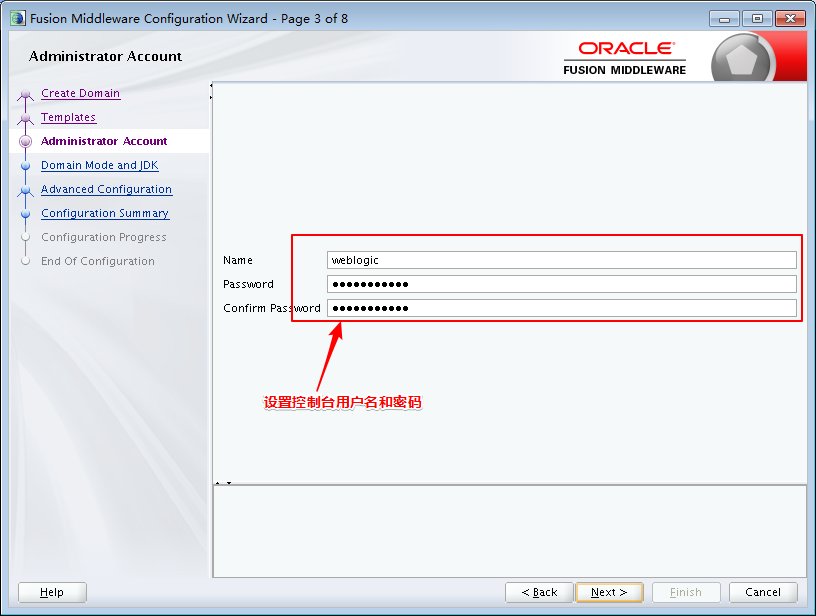 Fusion Middleware Configuration Wizard - Page 3 of 8
Administrator Account
ORACLE
FUSION MIDDLEWARE
Create Domain
Templates
Administrator Account
Domain Mode and JDK
Advanced Configuration
Configuration Summary
Configuration Progress
End Of Configuration
Name weblogic
Password ●●●●●●●●●●●
Confirm Password ●●●●●●●●●●●
设置控制台用户名和密码
Help < Back Next > Finish Cancel